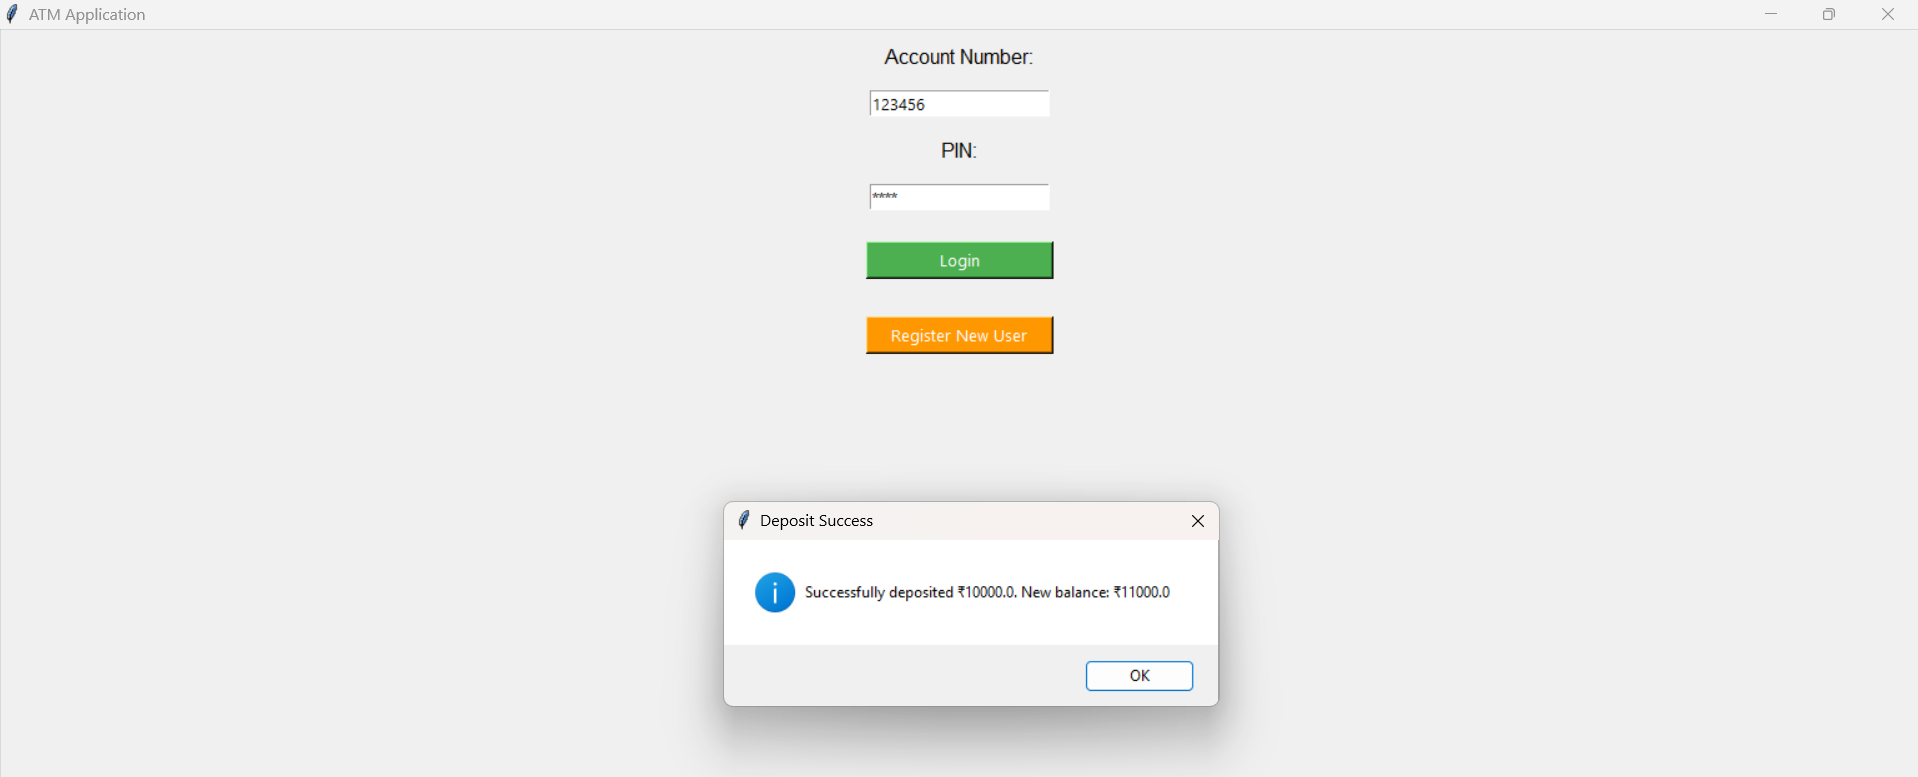 ATM Application
Account Number:
123456
PIN:
****
Login
Register New User
Deposit Success
Successfully deposited ₹10000.0. New balance: ₹11000.0
OK